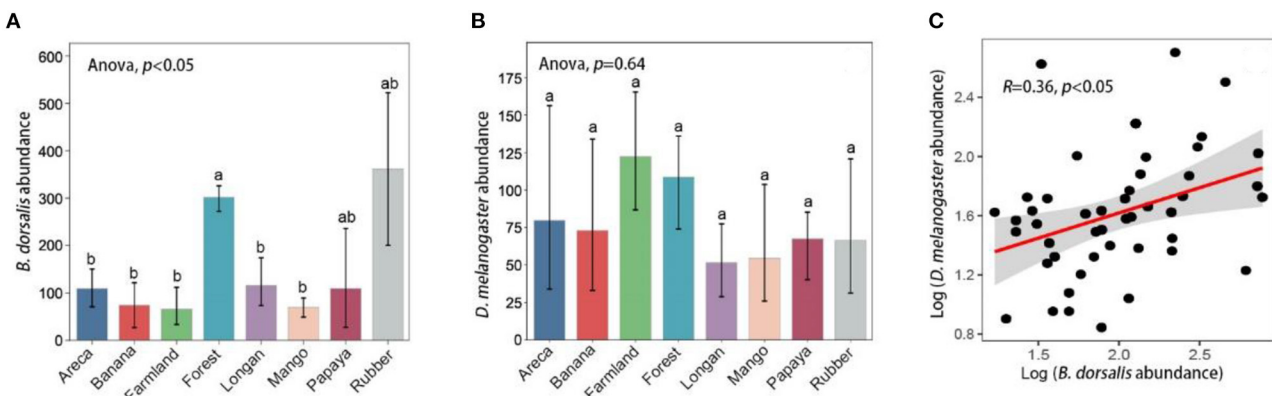 A
B. dorsalis abundance
600
500
400
300
200
100
0
Anova, p<0.05
b
b
b
a
b
b
ab
ab
Areca
Banana
Earmland
Forest
Longan
Mango
Papaya
Rubber
B
D. melanogaster abundance
175
150
125
100
75
50
25
0
Anova, p=0.64
a
a
a
a
a
a
a
a
Areca
Banana
Earmland
Forest
Longan
Mango
Papaya
Rubber
C
Log (D. melanogaster abundance)
2.4
2.0
1.6
1.2
0.8
R=0.36, p<0.05
1.5
2.0
2.5
Log (B. dorsalis abundance)